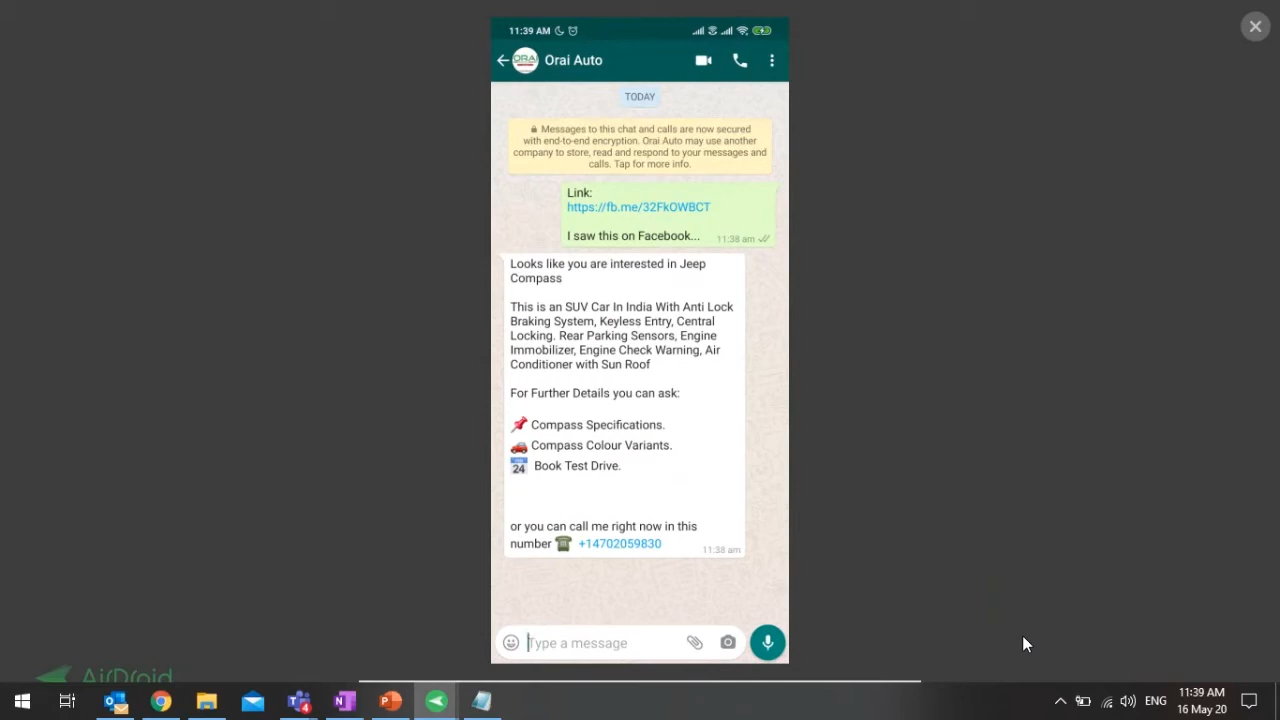 11:39 AM
ORAI
Orai Auto
TODAY
Messages to this chat and calls are now secured
with end-to-end encryption. Orai Auto may use another
company to store, read and respond to your messages and
calls. Tap for more info.
Link:
https://fb.me/32FkOWBCT
I saw this on Facebook...
11:38 am
Looks like you are interested in Jeep
Compass
This is an SUV Car In India With Anti Lock
Braking System, Keyless Entry, Central
Locking. Rear Parking Sensors, Engine
Immobilizer, Engine Check Warning, Air
Conditioner with Sun Roof
For Further Details you can ask:
Compass Specifications.
Compass Colour Variants.
24 Book Test Drive.
or you can call me right now in this
number +14702059830
11:38 am
Type a message
AirDroid
4
ENG
11:39 AM
16 May 20